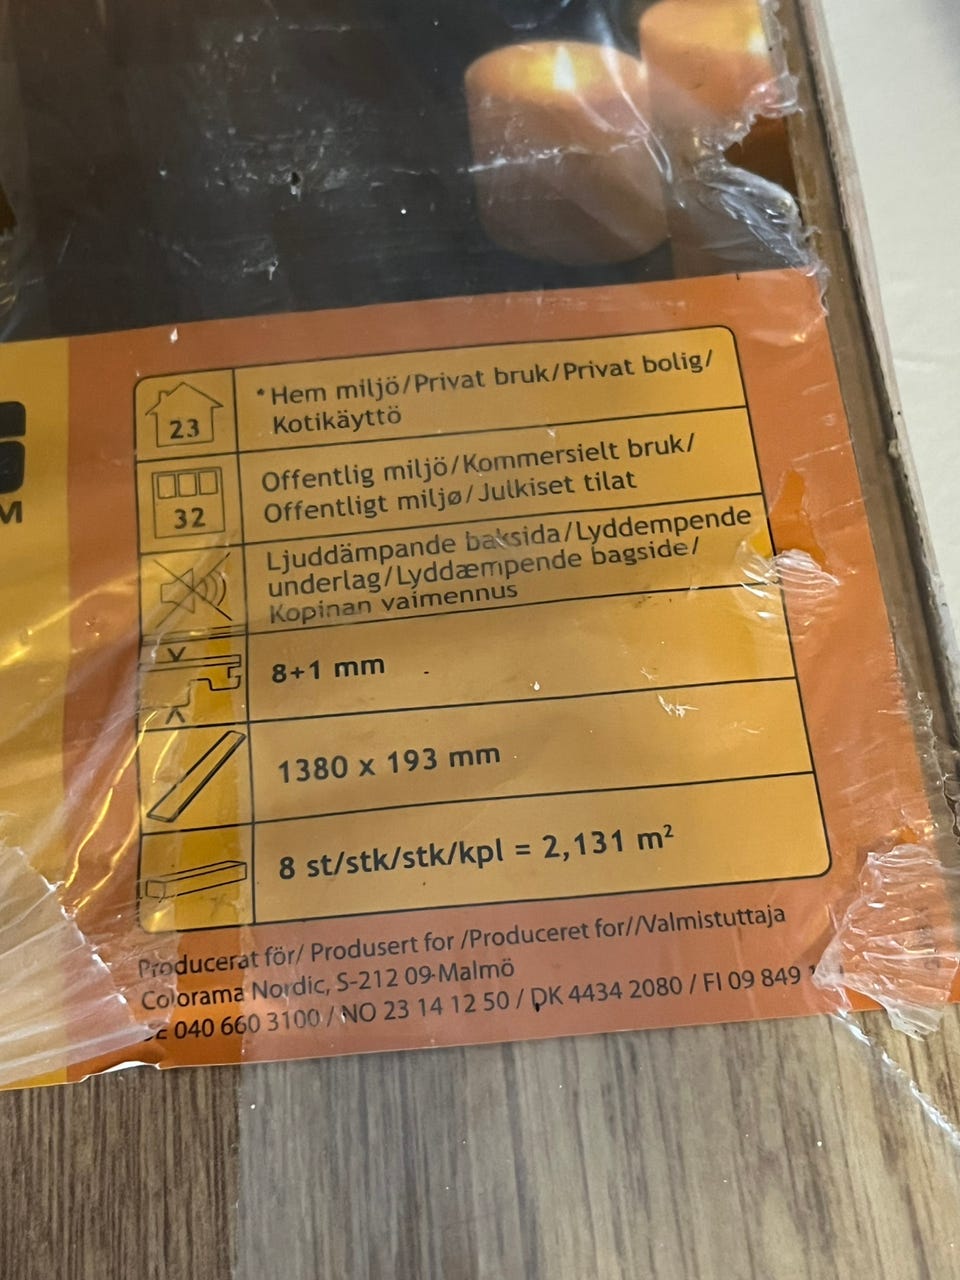 M
23
* Hem miljö/Privat bruk/Privat bolig/
Kotikäyttö
32
Offentlig miljö/Kommersielt bruk/
Offentligt miljø/Julkiset tilat
Ljuddämpande baksida/Lyddempende
underlag/Lyddæmpende bagside/
Kopinan vaimennus
8+1 mm
1380 x 193 mm
8 st/stk/stk/kpl = 2,131 m²
Producerat för/ Produsert for /Produceret for//Valmistuttaja
Colorama Nordic, S-212 09 Malmö
SE 040 660 3100 / NO 23 14 12 50 / DK 4434 2080 / FI 09 849